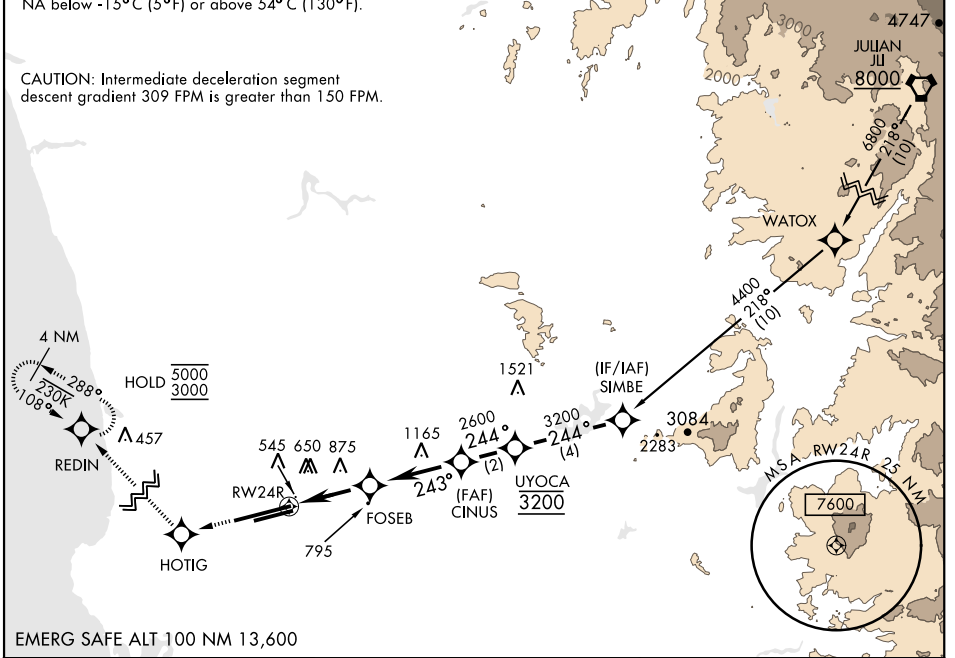 NA below -15°C (5°F) or above 54°C (130°F).
CAUTION: Intermediate deceleration segment
descent gradient 309 FPM is greater than 150 FPM.
4747
3000
2000
JULIAN
JLI
8000
6800
218°
(10)
WATOX
4400
218°
(10)
4 NM
288°
230K
108°
HOLD 5000
3000
REDIN
457
1521
(IF/IAF)
SIMBE
3084
2283
2600
244°
(2)
3200
244°
(4)
545
650
875
1165
RW24R
243°
(FAF)
CINUS
UYOCA
3200
FOSEB
795
HOTIG
MSA RW24R 25 NM
7600
EMERG SAFE ALT 100 NM 13,600